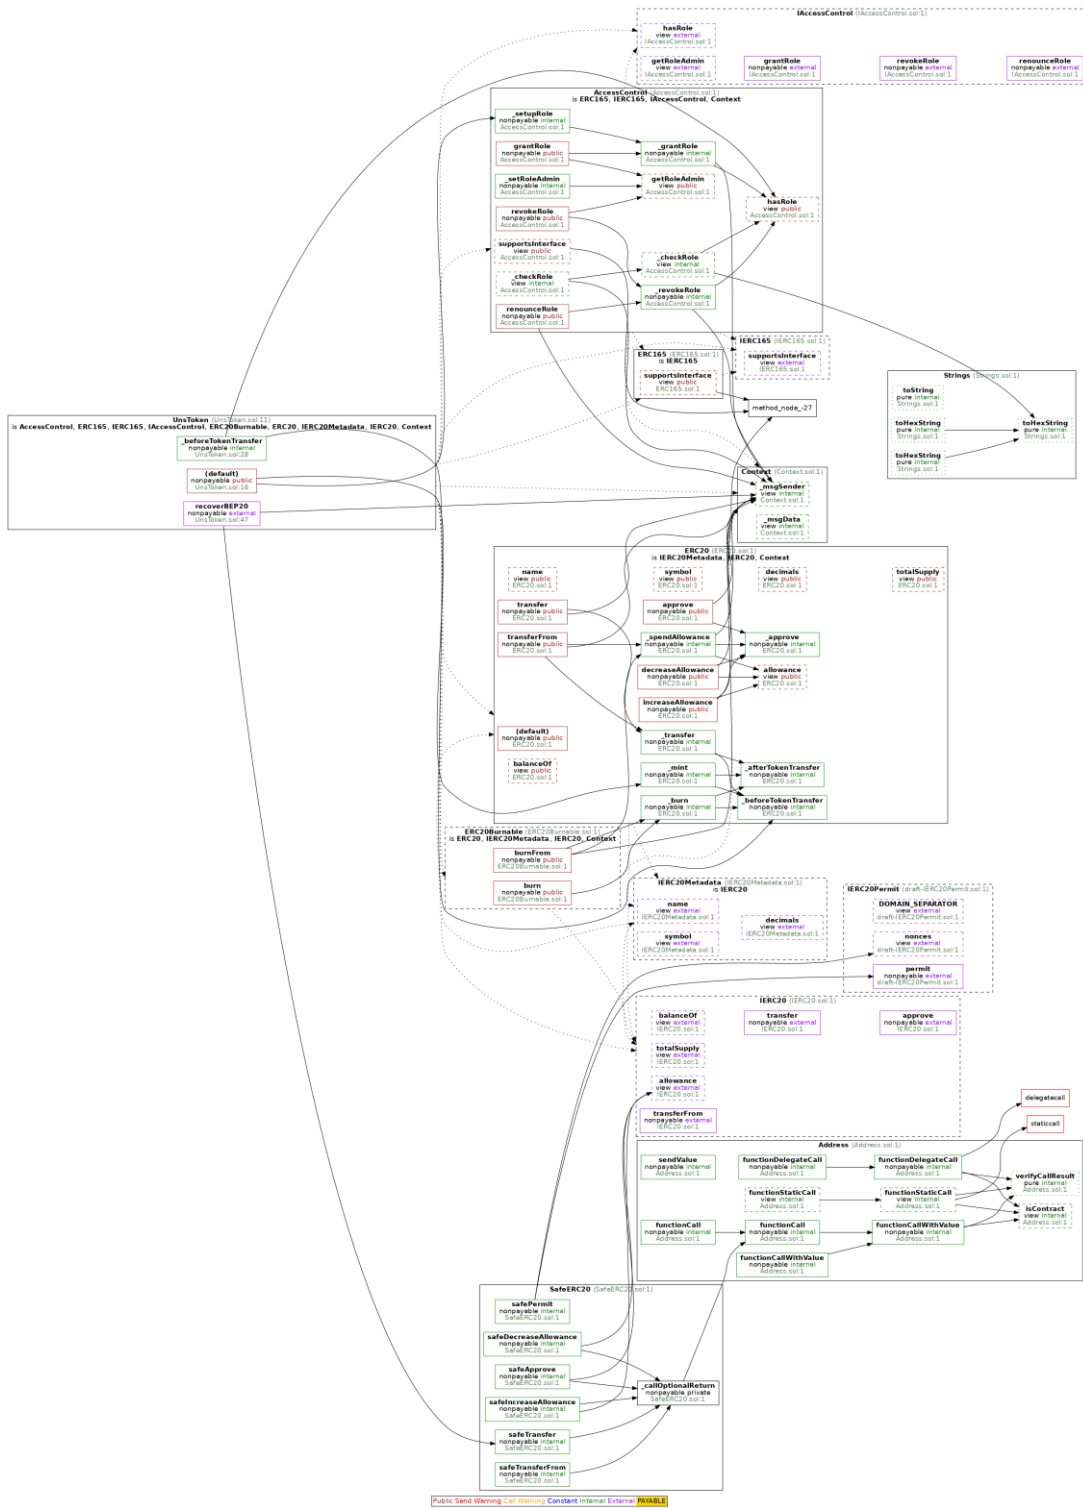 IAccessControl (IAccessControl.sol:1)
hasRole
view external
IAccessControl.sol:1
getRoleAdmin
view external
IAccessControl.sol:1
grantRole
nonpayable external
IAccessControl.sol:1
revokeRole
nonpayable external
IAccessControl.sol:1
renounceRole
nonpayable external
IAccessControl.sol:1
AccessControl (AccessControl.sol:1)
is ERC165, IERC165, IAccessControl, Context
_setupRole
nonpayable internal
AccessControl.sol:1
grantRole
nonpayable public
AccessControl.sol:1
_setRoleAdmin
nonpayable internal
AccessControl.sol:1
revokeRole
nonpayable public
AccessControl.sol:1
supportsInterface
view public
AccessControl.sol:1
_checkRole
view internal
AccessControl.sol:1
renounceRole
nonpayable public
AccessControl.sol:1
_grantRole
nonpayable internal
AccessControl.sol:1
getRoleAdmin
view public
AccessControl.sol:1
_checkRole
view internal
AccessControl.sol:1
_revokeRole
nonpayable internal
AccessControl.sol:1
hasRole
view public
AccessControl.sol:1
IERC165 (IERC165.sol:1)
supportsInterface
view external
IERC165.sol:1
ERC165 (ERC165.sol:1)
is IERC165
supportsInterface
view public
ERC165.sol:1
method_node_-27
Strings (Strings.sol:1)
toString
pure internal
Strings.sol:1
toHexString
pure internal
Strings.sol:1
toHexString
pure internal
Strings.sol:1
toHexString
pure internal
Strings.sol:1
UnsToken (UnsToken.sol:11)
is AccessControl, ERC165, IERC165, IAccessControl, ERC20Burnable, ERC20, IERC20Metadata, IERC20, Context
_beforeTokenTransfer
nonpayable internal
UnsToken.sol:28
(default)
nonpayable public
UnsToken.sol:16
recoverBEP20
nonpayable external
UnsToken.sol:47
Context (Context.sol:1)
_msgSender
view internal
Context.sol:1
_msgData
view internal
Context.sol:1
ERC20 (ERC20.sol:1)
is IERC20Metadata, IERC20, Context
name
view public
ERC20.sol:1
symbol
view public
ERC20.sol:1
decimals
view public
ERC20.sol:1
totalSupply
view public
ERC20.sol:1
transfer
nonpayable public
ERC20.sol:1
approve
nonpayable public
ERC20.sol:1
transferFrom
nonpayable public
ERC20.sol:1
_spendAllowance
nonpayable internal
ERC20.sol:1
_approve
nonpayable internal
ERC20.sol:1
decreaseAllowance
nonpayable public
ERC20.sol:1
allowance
view public
ERC20.sol:1
increaseAllowance
nonpayable public
ERC20.sol:1
(default)
nonpayable public
ERC20.sol:1
_transfer
nonpayable internal
ERC20.sol:1
balanceOf
view public
ERC20.sol:1
_mint
nonpayable internal
ERC20.sol:1
_afterTokenTransfer
nonpayable internal
ERC20.sol:1
_burn
nonpayable internal
ERC20.sol:1
_beforeTokenTransfer
nonpayable internal
ERC20.sol:1
ERC20Burnable (ERC20Burnable.sol:1)
is ERC20, IERC20Metadata, IERC20, Context
burnFrom
nonpayable public
ERC20Burnable.sol:1
burn
nonpayable public
ERC20Burnable.sol:1
IERC20Metadata (IERC20Metadata.sol:1)
is IERC20
name
view external
IERC20Metadata.sol:1
symbol
view external
IERC20Metadata.sol:1
decimals
view external
IERC20Metadata.sol:1
IERC20Permit (draft-IERC20Permit.sol:1)
DOMAIN_SEPARATOR
view external
draft-IERC20Permit.sol:1
nonces
view external
draft-IERC20Permit.sol:1
permit
nonpayable external
draft-IERC20Permit.sol:1
IERC20 (IERC20.sol:1)
balanceOf
view external
IERC20.sol:1
transfer
nonpayable external
IERC20.sol:1
approve
nonpayable external
IERC20.sol:1
totalSupply
view external
IERC20.sol:1
allowance
view external
IERC20.sol:1
transferFrom
nonpayable external
IERC20.sol:1
delegatecall
staticcall
Address (Address.sol:1)
sendValue
nonpayable internal
Address.sol:1
functionDelegateCall
nonpayable internal
Address.sol:1
functionDelegateCall
nonpayable internal
Address.sol:1
verifyCallResult
pure internal
Address.sol:1
functionStaticCall
view internal
Address.sol:1
functionStaticCall
view internal
Address.sol:1
isContract
view internal
Address.sol:1
functionCall
nonpayable internal
Address.sol:1
functionCall
nonpayable internal
Address.sol:1
functionCallWithValue
nonpayable internal
Address.sol:1
functionCallWithValue
nonpayable internal
Address.sol:1
SafeERC20 (SafeERC20.sol:1)
safePermit
nonpayable internal
SafeERC20.sol:1
safeDecreaseAllowance
nonpayable internal
SafeERC20.sol:1
safeApprove
nonpayable internal
SafeERC20.sol:1
safeIncreaseAllowance
nonpayable internal
SafeERC20.sol:1
safeTransfer
nonpayable internal
SafeERC20.sol:1
safeTransferFrom
nonpayable internal
SafeERC20.sol:1
_callOptionalReturn
nonpayable private
SafeERC20.sol:1
Public Send Warning Call Warning Constant Internal External PAYABLE